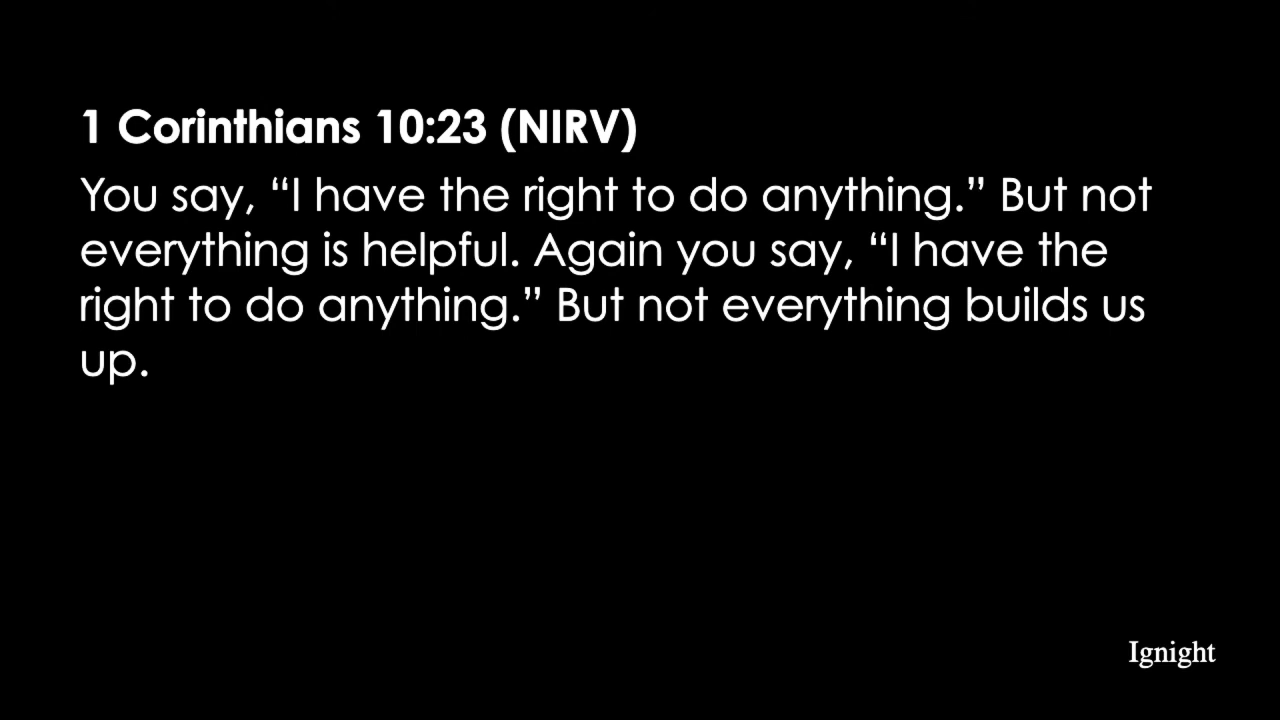 1 Corinthians 10:23 (NIRV)
You say, “I have the right to do anything.” But not
everything is helpful. Again you say, “I have the
right to do anything.” But not everything builds us
up.
Ignight